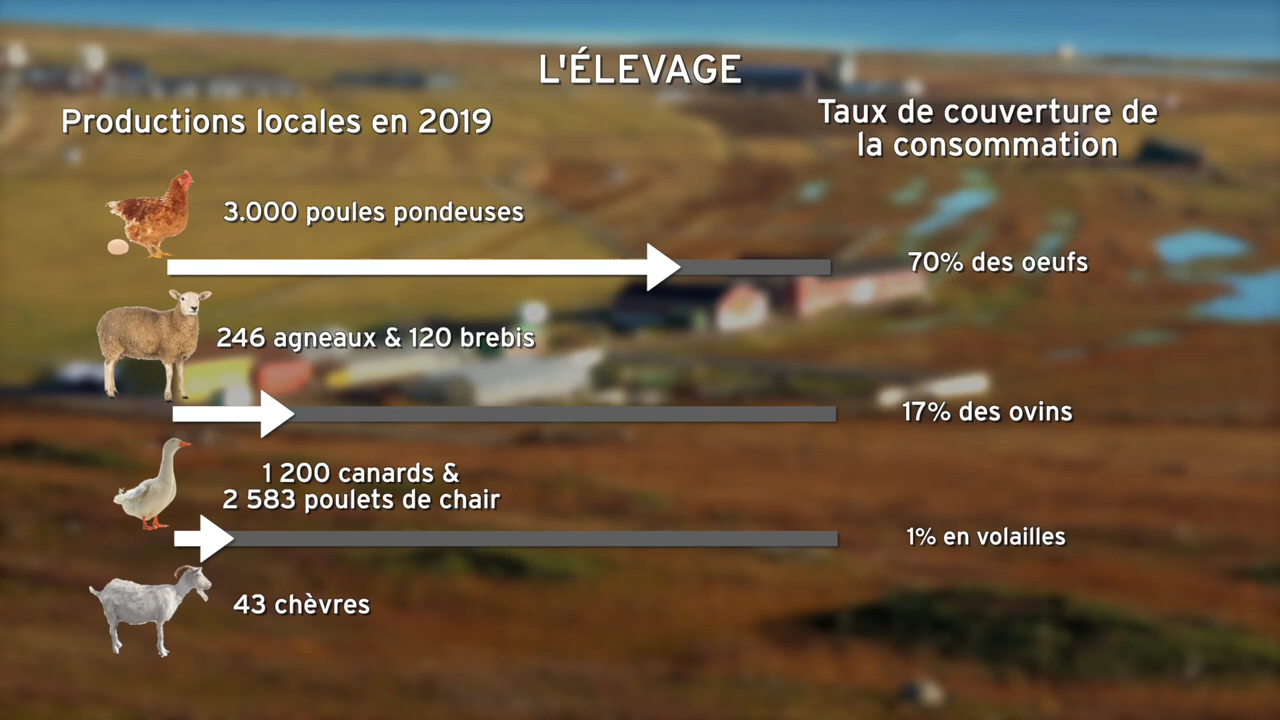 L'ÉLEVAGE
Productions locales en 2019
Taux de couverture de
la consommation
3.000 poules pondeuses
70% des oeufs
246 agneaux & 120 brebis
17% des ovins
1 200 canards &
2 583 poulets de chair
1% en volailles
43 chèvres